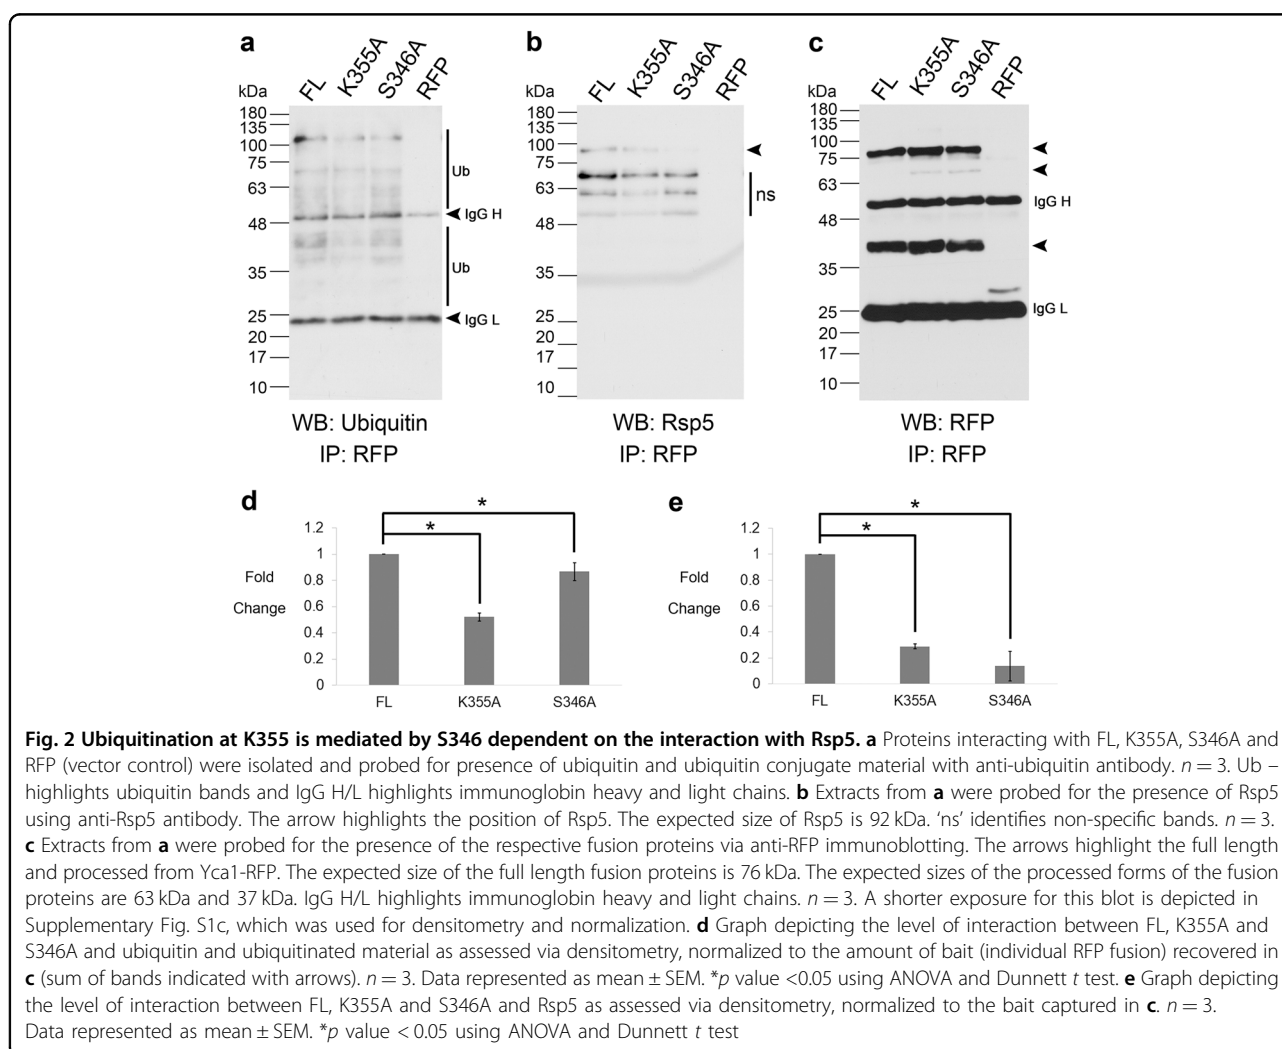 a
b
c
FL
K355A
S346A
RFP
FL
K355A
S346A
RFP
FL
K355A
S346A
RFP
kDa
180
135
100
75
63
48
35
25
20
17
10
Ub
IgG H
Ub
IgG L
kDa
180
135
100
75
63
48
35
25
20
17
10
ns
kDa
180
135
100
75
63
48
35
25
20
17
10
IgG H
IgG L
WB: Ubiquitin
IP: RFP
WB: Rsp5
IP: RFP
WB: RFP
IP: RFP
d
*
*
1.2
1
0.8
0.6
0.4
0.2
0
Fold
Change
FL
K355A
S346A
e
*
*
1.2
1
0.8
0.6
0.4
0.2
0
Fold
Change
FL
K355A
S346A
Fig. 2 Ubiquitination at K355 is mediated by S346 dependent on the interaction with Rsp5. a Proteins interacting with FL, K355A, S346A and
RFP (vector control) were isolated and probed for presence of ubiquitin and ubiquitin conjugate material with anti-ubiquitin antibody. n = 3. Ub –
highlights ubiquitin bands and IgG H/L highlights immunoglobin heavy and light chains. b Extracts from a were probed for the presence of Rsp5
using anti-Rsp5 antibody. The arrow highlights the position of Rsp5. The expected size of Rsp5 is 92 kDa. ‘ns’ identifies non-specific bands. n = 3.
c Extracts from a were probed for the presence of the respective fusion proteins via anti-RFP immunoblotting. The arrows highlight the full length
and processed from Yca1-RFP. The expected size of the full length fusion proteins is 76 kDa. The expected sizes of the processed forms of the fusion
proteins are 63 kDa and 37 kDa. IgG H/L highlights immunoglobin heavy and light chains. n = 3. A shorter exposure for this blot is depicted in
Supplementary Fig. S1c, which was used for densitometry and normalization. d Graph depicting the level of interaction between FL, K355A and
S346A and ubiquitin and ubiquitinated material as assessed via densitometry, normalized to the amount of bait (individual RFP fusion) recovered in
c (sum of bands indicated with arrows). n = 3. Data represented as mean ± SEM. *p value <0.05 using ANOVA and Dunnett t test. e Graph depicting
the level of interaction between FL, K355A and S346A and Rsp5 as assessed via densitometry, normalized to the bait captured in c. n = 3.
Data represented as mean ± SEM. *p value < 0.05 using ANOVA and Dunnett t test